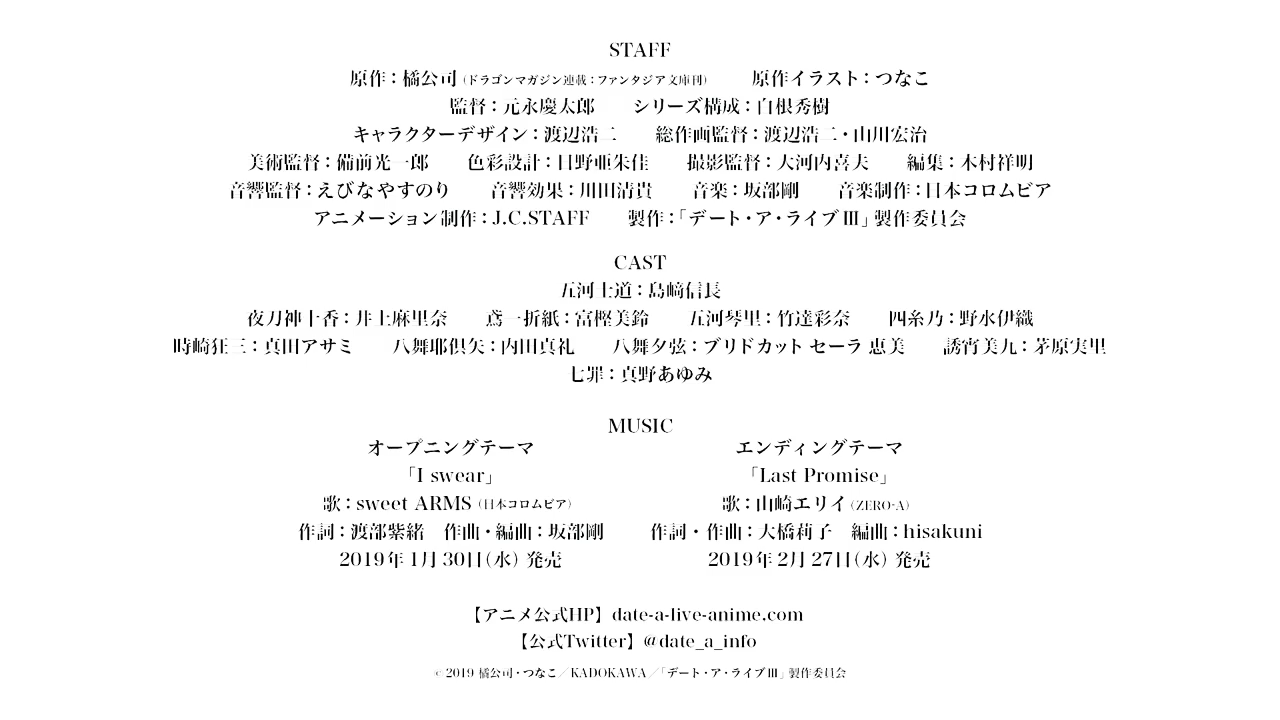 STAFF
原作：橘公司（ドラゴンマガジン連載：ファンタジア文庫刊）　原作イラスト：つなこ
監督：元永慶太郎　シリーズ構成：白根秀樹
キャラクターデザイン：渡辺浩二　総作画監督：渡辺浩二・山川宏治
美術監督：備前光一郎　色彩設計：日野亜朱佳　撮影監督：大河内喜夫　編集：木村祥明
音響監督：えびなやすのり　音響効果：川田清貴　音楽：坂部剛　音楽制作：日本コロムビア
アニメーション制作：J.C.STAFF　製作：「デート・ア・ライブⅢ」製作委員会
CAST
五河士道：島﨑信長
夜刀神十香：井上麻里奈　鳶一折紙：富樫美鈴　五河琴里：竹達彩奈　四糸乃：野水伊織
時崎狂三：真田アサミ　八舞耶倶矢：内田真礼　八舞夕弦：ブリドカット セーラ 恵美　誘宵美九：茅原実里
七罪：真野あゆみ
MUSIC
オープニングテーマ
「I swear」
歌：sweet ARMS（日本コロムビア）
作詞：渡部紫緒　作曲・編曲：坂部剛
2019年1月30日（水）発売
エンディングテーマ
「Last Promise」
歌：山崎エリイ（ZERO-A）
作詞・作曲：大橋莉子　編曲：hisakuni
2019年2月27日（水）発売
【アニメ公式HP】date-a-live-anime.com
【公式Twitter】@date_a_info
© 2019 橘公司・つなこ／KADOKAWA／「デート・ア・ライブⅢ」製作委員会